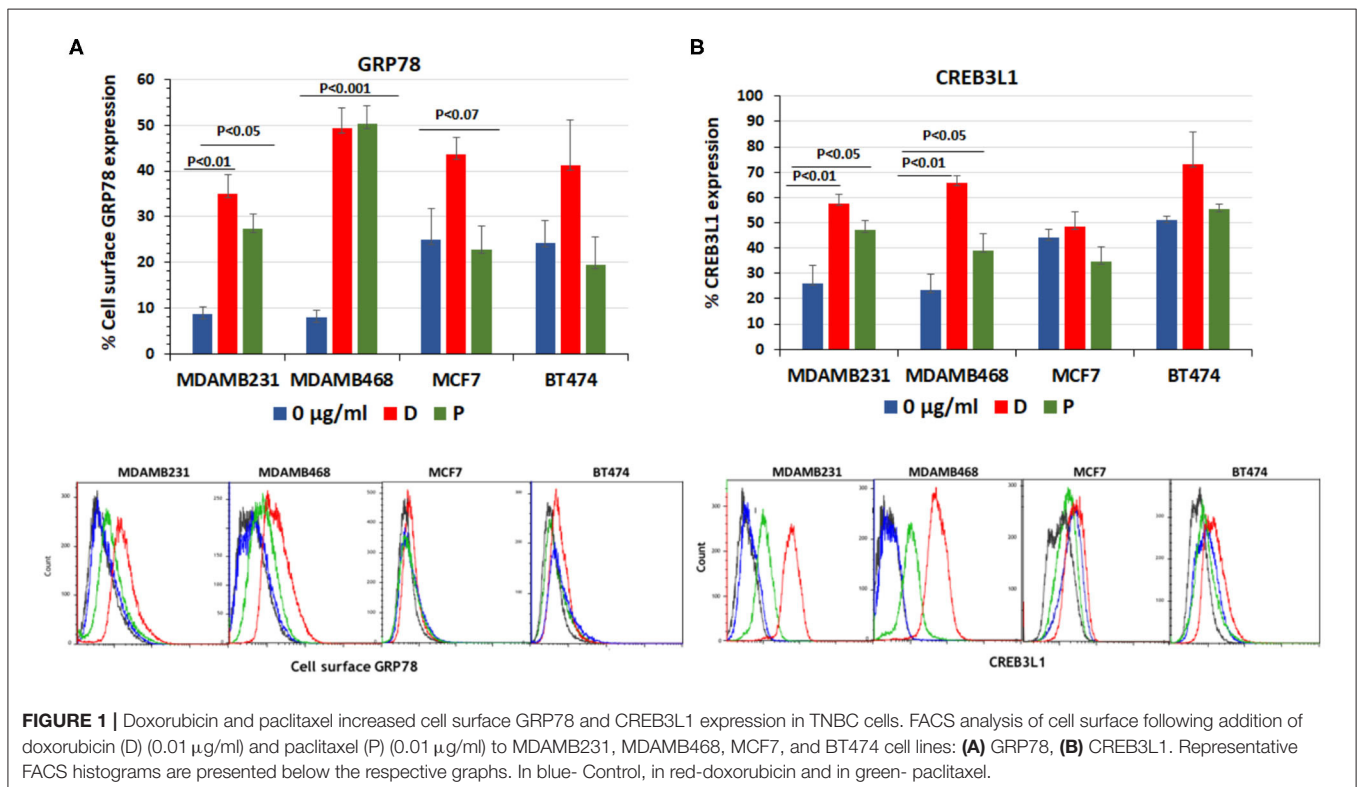 A
GRP78
% Cell surface GRP78 expression
60
50
40
30
20
10
0
P<0.05
P<0.01
P<0.001
P<0.07
MDAMB231 MDAMB468 MCF7 BT474
0 µg/ml D P
B
CREB3L1
% CREB3L1 expression
100
90
80
70
60
50
40
30
20
10
0
P<0.05
P<0.01
P<0.05
P<0.01
MDAMB231 MDAMB468 MCF7 BT474
0 µg/ml D P
MDAMB231 MDAMB468 MCF7 BT474
Count
Cell surface GRP78
MDAMB231 MDAMB468 MCF7 BT474
Count
CREB3L1
FIGURE 1 | Doxorubicin and paclitaxel increased cell surface GRP78 and CREB3L1 expression in TNBC cells. FACS analysis of cell surface following addition of
doxorubicin (D) (0.01 µg/ml) and paclitaxel (P) (0.01 µg/ml) to MDAMB231, MDAMB468, MCF7, and BT474 cell lines: (A) GRP78, (B) CREB3L1. Representative
FACS histograms are presented below the respective graphs. In blue- Control, in red-doxorubicin and in green- paclitaxel.